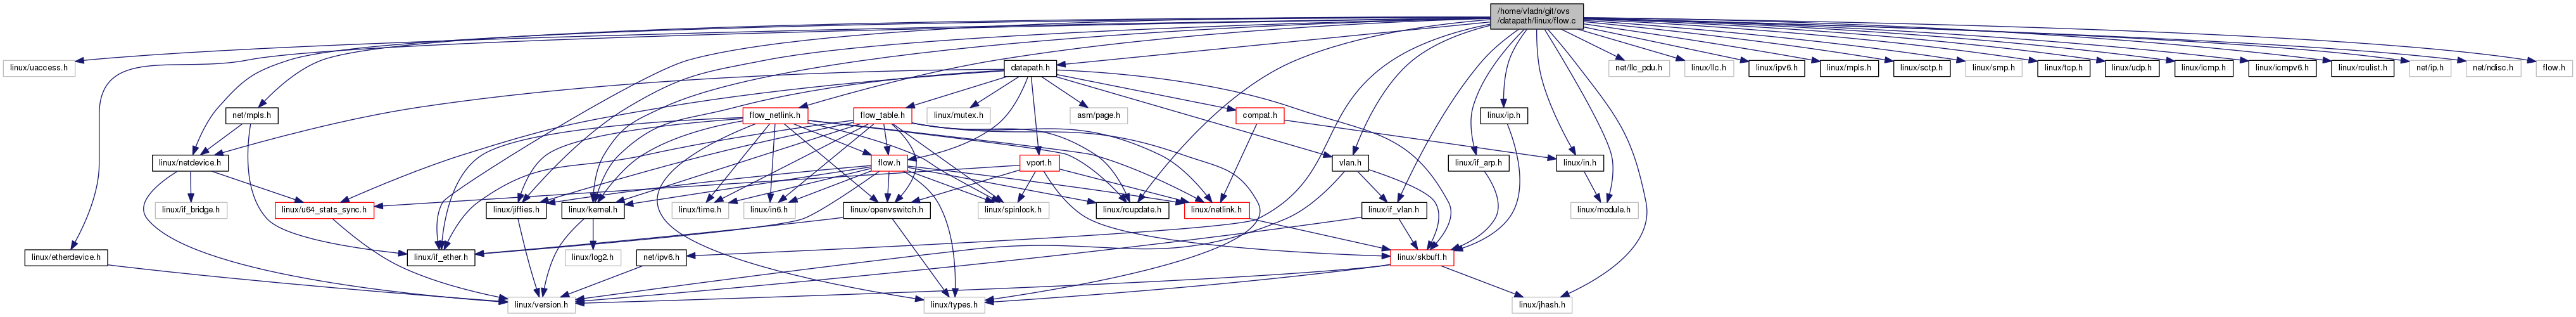 /home/vladn/git/ovs
/datapath/linux/flow.c
linux/uaccess.h
datapath.h
net/llc_pdu.h
linux/llc.h
linux/ipv6.h
linux/mpls.h
linux/sctp.h
linux/smp.h
linux/tcp.h
linux/udp.h
linux/icmp.h
linux/icmpv6.h
linux/rculist.h
net/ip.h
net/ndisc.h
flow.h
net/mpls.h
flow_netlink.h
flow_table.h
linux/mutex.h
asm/page.h
compat.h
linux/ip.h
linux/netdevice.h
flow.h
vport.h
vlan.h
linux/if_arp.h
linux/in.h
linux/if_bridge.h
linux/u64_stats_sync.h
linux/jiffies.h
linux/kernel.h
linux/time.h
linux/in6.h
linux/openvswitch.h
linux/spinlock.h
linux/rcupdate.h
linux/netlink.h
linux/if_vlan.h
linux/module.h
linux/etherdevice.h
linux/if_ether.h
linux/log2.h
net/ipv6.h
linux/skbuff.h
linux/version.h
linux/types.h
linux/jhash.h